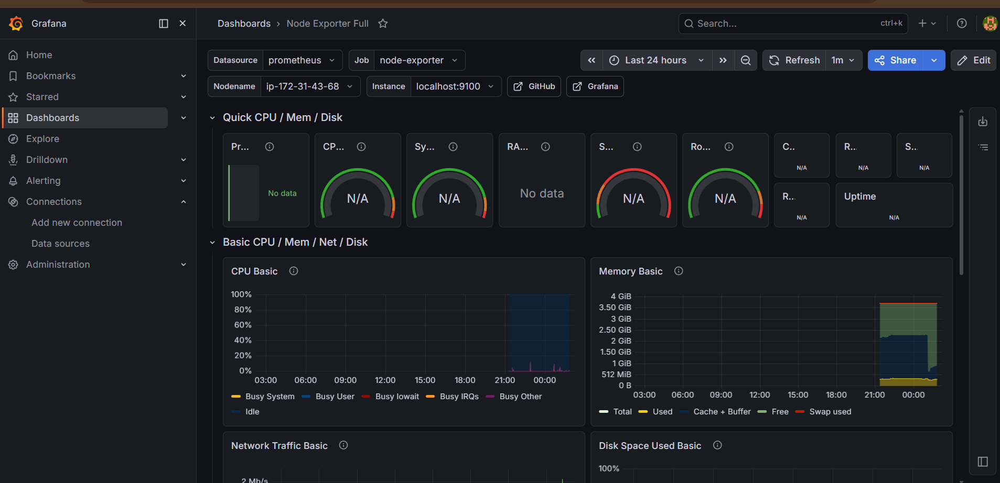 Grafana
Dashboards › Node Exporter Full
Search...
ctrl+k
Home
Bookmarks
Starred
Dashboards
Explore
Drilldown
Alerting
Connections
Add new connection
Data sources
Administration
Datasource prometheus
Job node-exporter
Last 24 hours
Refresh 1m
Share
Edit
Nodename ip-172-31-43-68
Instance localhost:9100
GitHub
Grafana
Quick CPU / Mem / Disk
Pr...
No data
CP...
N/A
Sy...
N/A
RA...
No data
S...
N/A
Ro...
N/A
C..
N/A
R...
N/A
S...
N/A
R...
N/A
Uptime
N/A
Basic CPU / Mem / Net / Disk
CPU Basic
100%
80%
60%
40%
20%
0%
03:00 06:00 09:00 12:00 15:00 18:00 21:00 00:00
Busy System Busy User Busy Iowait Busy IRQs Busy Other
Idle
Memory Basic
4 GiB
3.50 GiB
3 GiB
2.50 GiB
2 GiB
1.50 GiB
1 GiB
512 MiB
0 B
03:00 06:00 09:00 12:00 15:00 18:00 21:00 00:00
Total Used Cache + Buffer Free Swap used
Network Traffic Basic
2 Mb/s
Disk Space Used Basic
100%